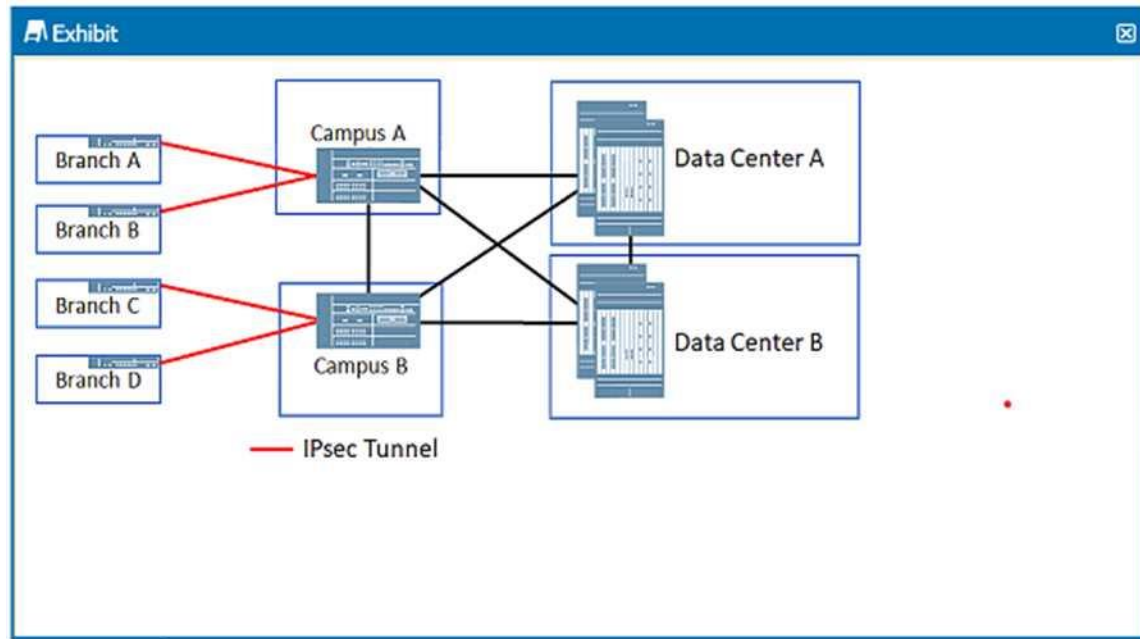 Exhibit
Campus A
Branch A
Data Center A
Branch B
Branch C
Data Center B
Campus B
Branch D
IPsec Tunnel